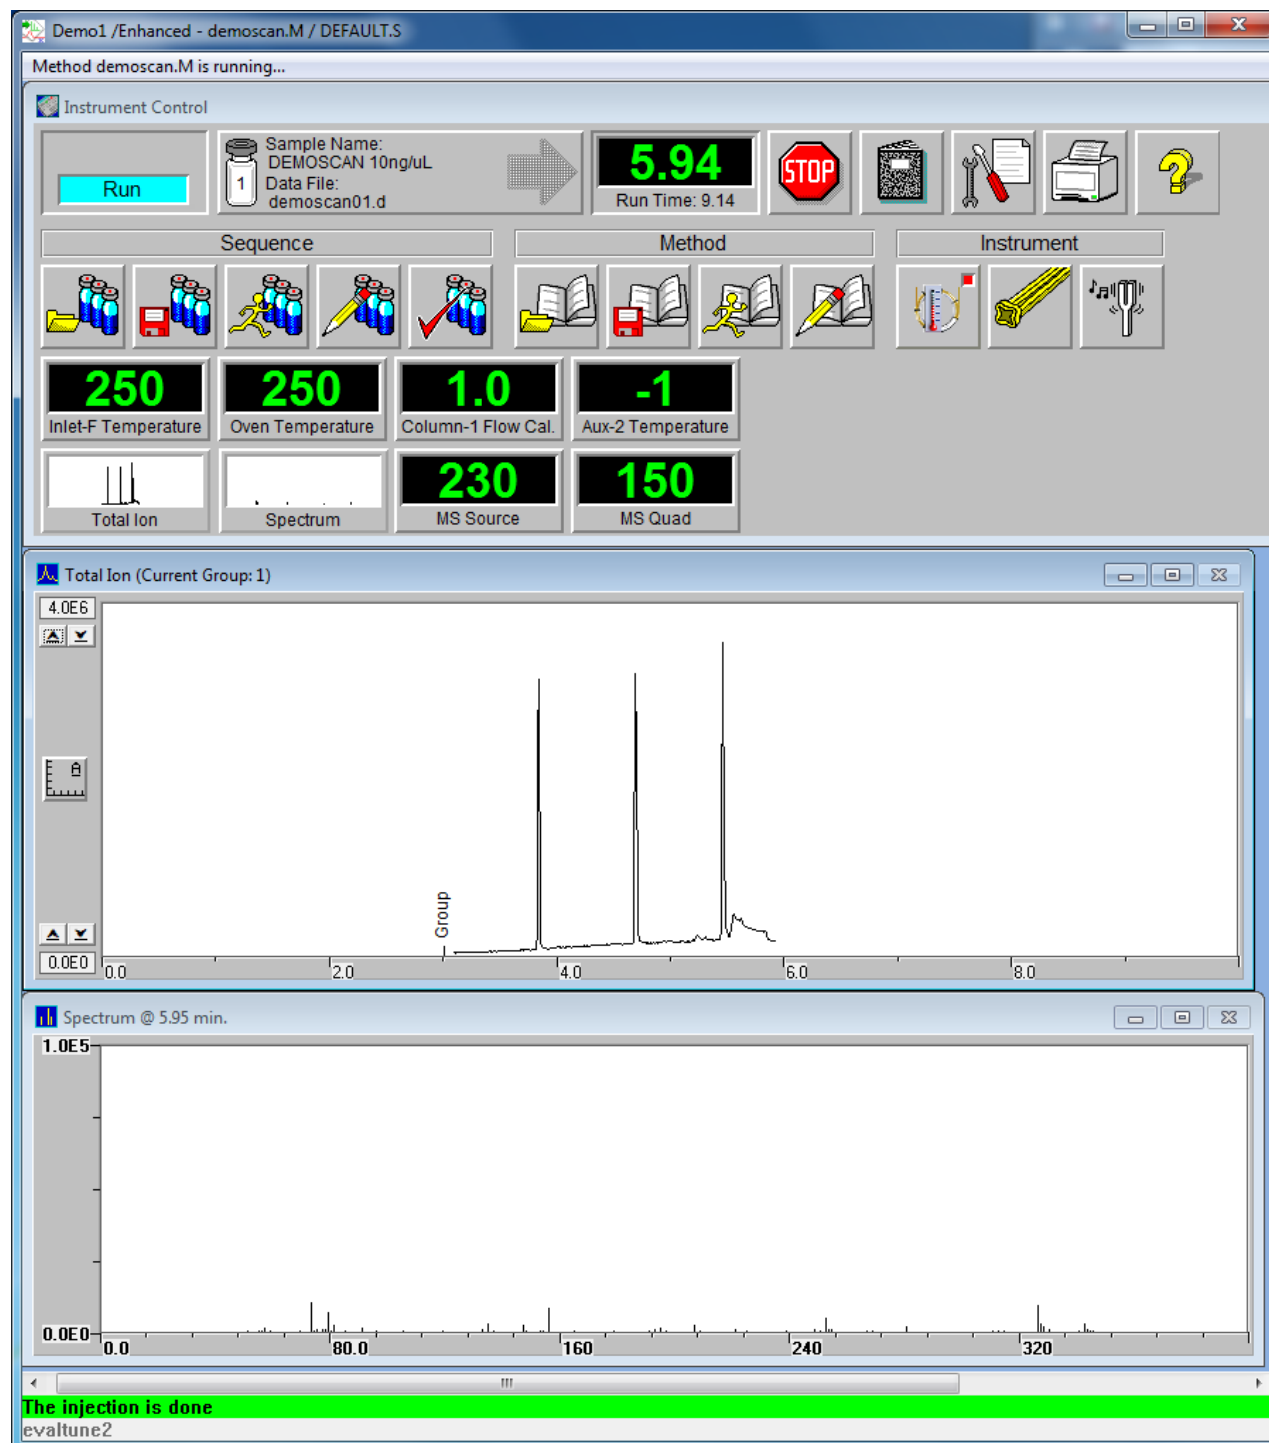 Demo1 /Enhanced - demoscan.M / DEFAULT.S
Method demoscan.M is running...
Instrument Control
Run
1
Sample Name:
DEMOSCAN 10ng/uL
Data File:
demoscan01.d
5.94
Run Time: 9.14
STOP
?
Sequence
Method
Instrument
250
Inlet-F Temperature
250
Oven Temperature
1.0
Column-1 Flow Cal.
-1
Aux-2 Temperature
Total Ion
Spectrum
230
MS Source
150
MS Quad
Total Ion (Current Group: 1)
4.0E6
A
Group
0.0E0
0.0 2.0 4.0 6.0 8.0
Spectrum @ 5.95 min.
1.0E5
0.0E0
0.0 80.0 160 240 320
The injection is done
evaltune2